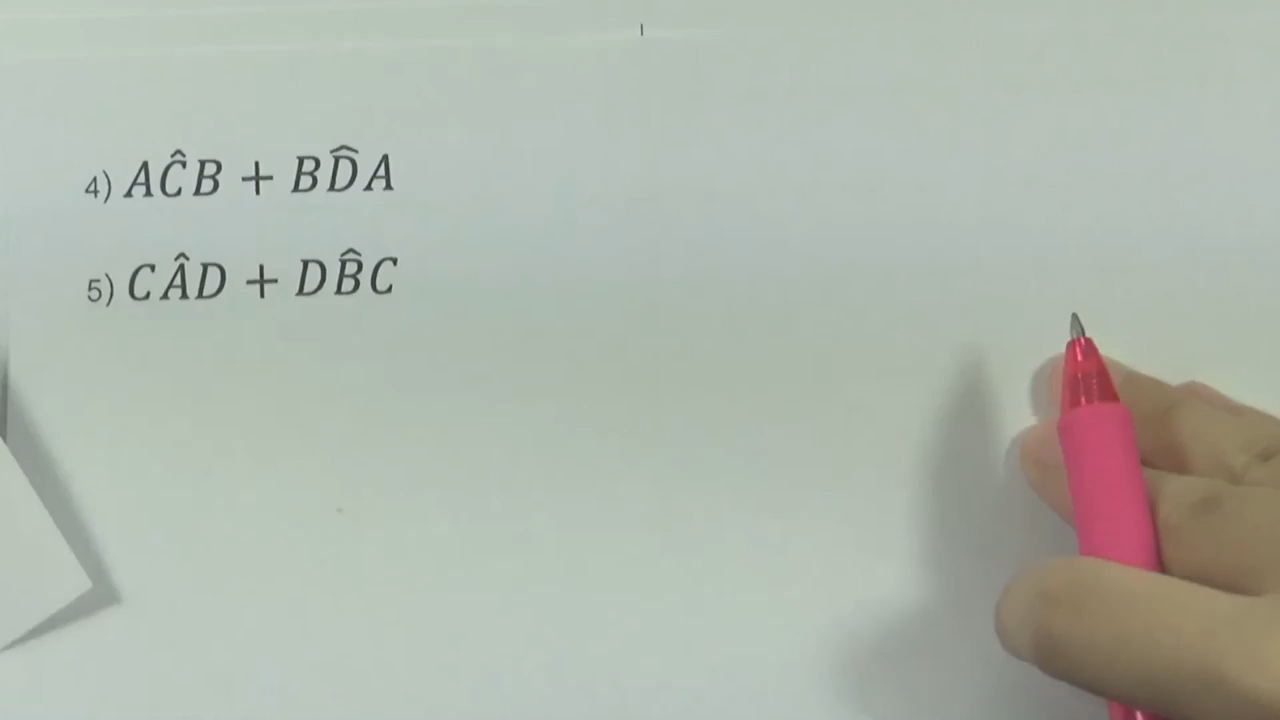 4) AĈB + BD̂A
5) CÂD + DB̂C